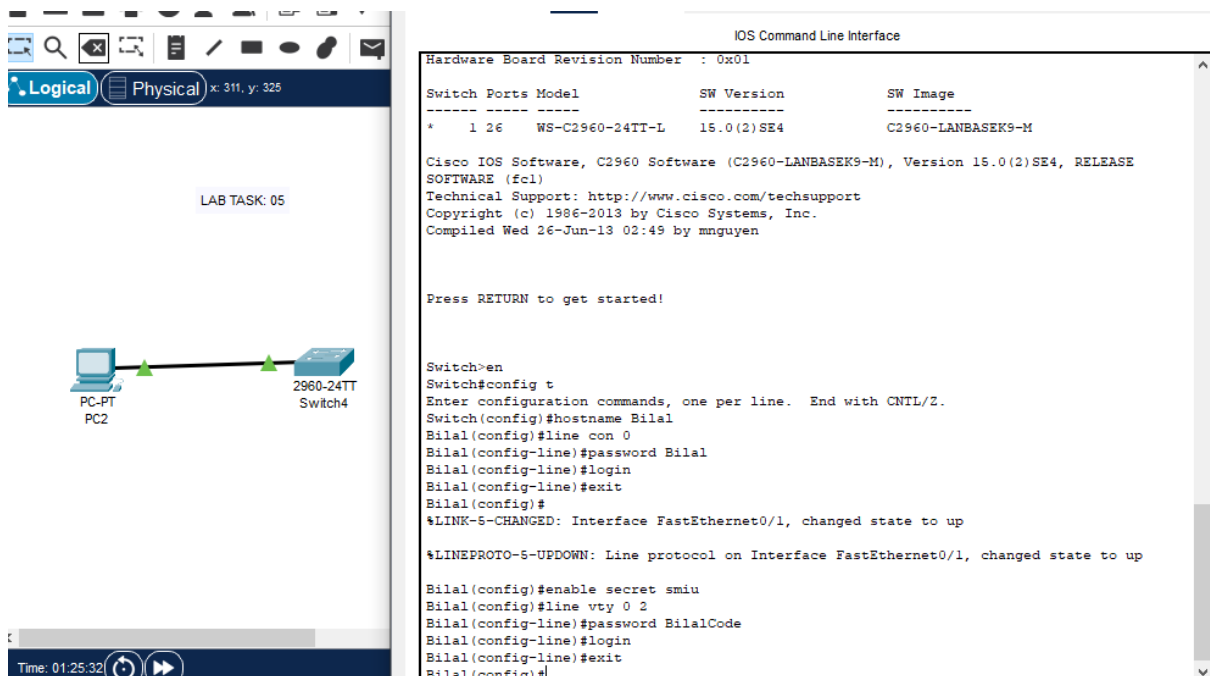 Logical
Physical
x: 311, y: 325
LAB TASK: 05
PC-PT
PC2
2960-24TT
Switch4
Time: 01:25:32
IOS Command Line Interface
Hardware Board Revision Number : 0x01
Switch Ports Model SW Version SW Image
------ ----- ----- ---------- ----------
* 1 26 WS-C2960-24TT-L 15.0(2)SE4 C2960-LANBASEK9-M
Cisco IOS Software, C2960 Software (C2960-LANBASEK9-M), Version 15.0(2)SE4, RELEASE
SOFTWARE (fc1)
Technical Support: http://www.cisco.com/techsupport
Copyright (c) 1986-2013 by Cisco Systems, Inc.
Compiled Wed 26-Jun-13 02:49 by mnguyen
Press RETURN to get started!
Switch>en
Switch#config t
Enter configuration commands, one per line. End with CNTL/Z.
Switch(config)#hostname Bilal
Bilal(config)#line con 0
Bilal(config-line)#password Bilal
Bilal(config-line)#login
Bilal(config-line)#exit
Bilal(config)#
%LINK-5-CHANGED: Interface FastEthernet0/1, changed state to up
%LINEPROTO-5-UPDOWN: Line protocol on Interface FastEthernet0/1, changed state to up
Bilal(config)#enable secret smiu
Bilal(config)#line vty 0 2
Bilal(config-line)#password BilalCode
Bilal(config-line)#login
Bilal(config-line)#exit
Bilal(config)#